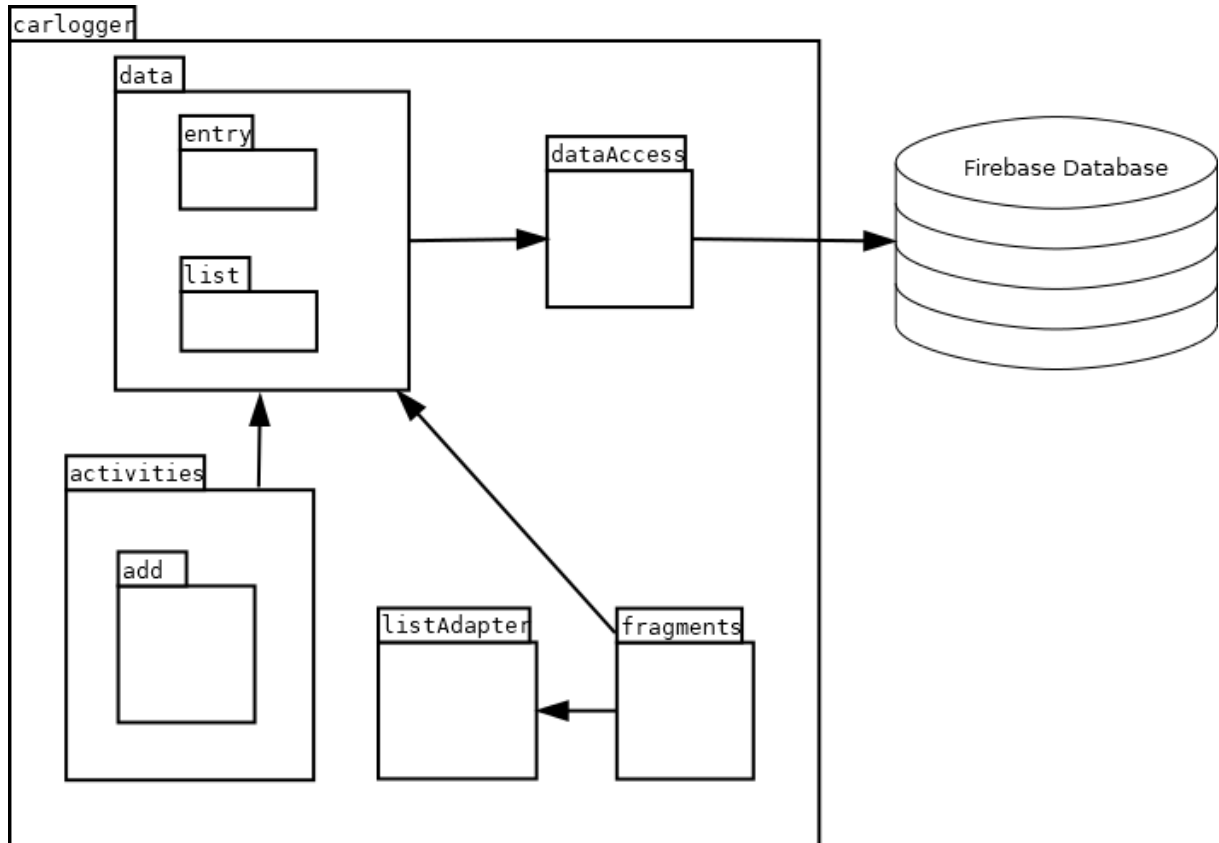 carlogger
data
entry
list
dataAccess
Firebase Database
activities
add
listAdapter
fragments